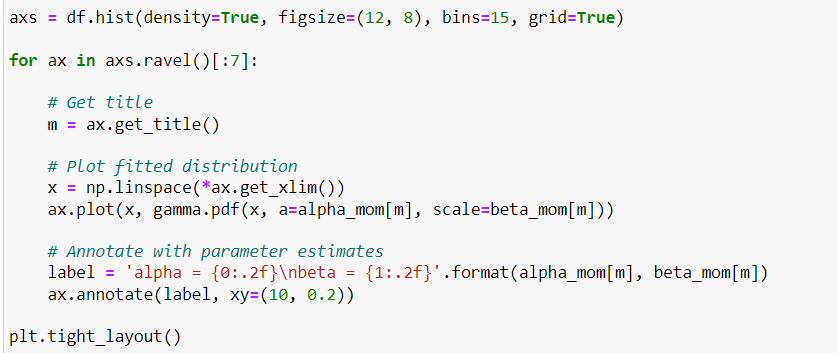 axs = df.hist(density=True, figsize=(12, 8), bins=15, grid=True)
for ax in axs.ravel()[:7]:
# Get title
m = ax.get_title()
# Plot fitted distribution
x = np.linspace(*ax.get_xlim())
ax.plot(x, gamma.pdf(x, a=alpha_mom[m], scale=beta_mom[m]))
# Annotate with parameter estimates
label = 'alpha = {0:.2f}\nbeta = {1:.2f}'.format(alpha_mom[m], beta_mom[m])
ax.annotate(label, xy=(10, 0.2))
plt.tight_layout()